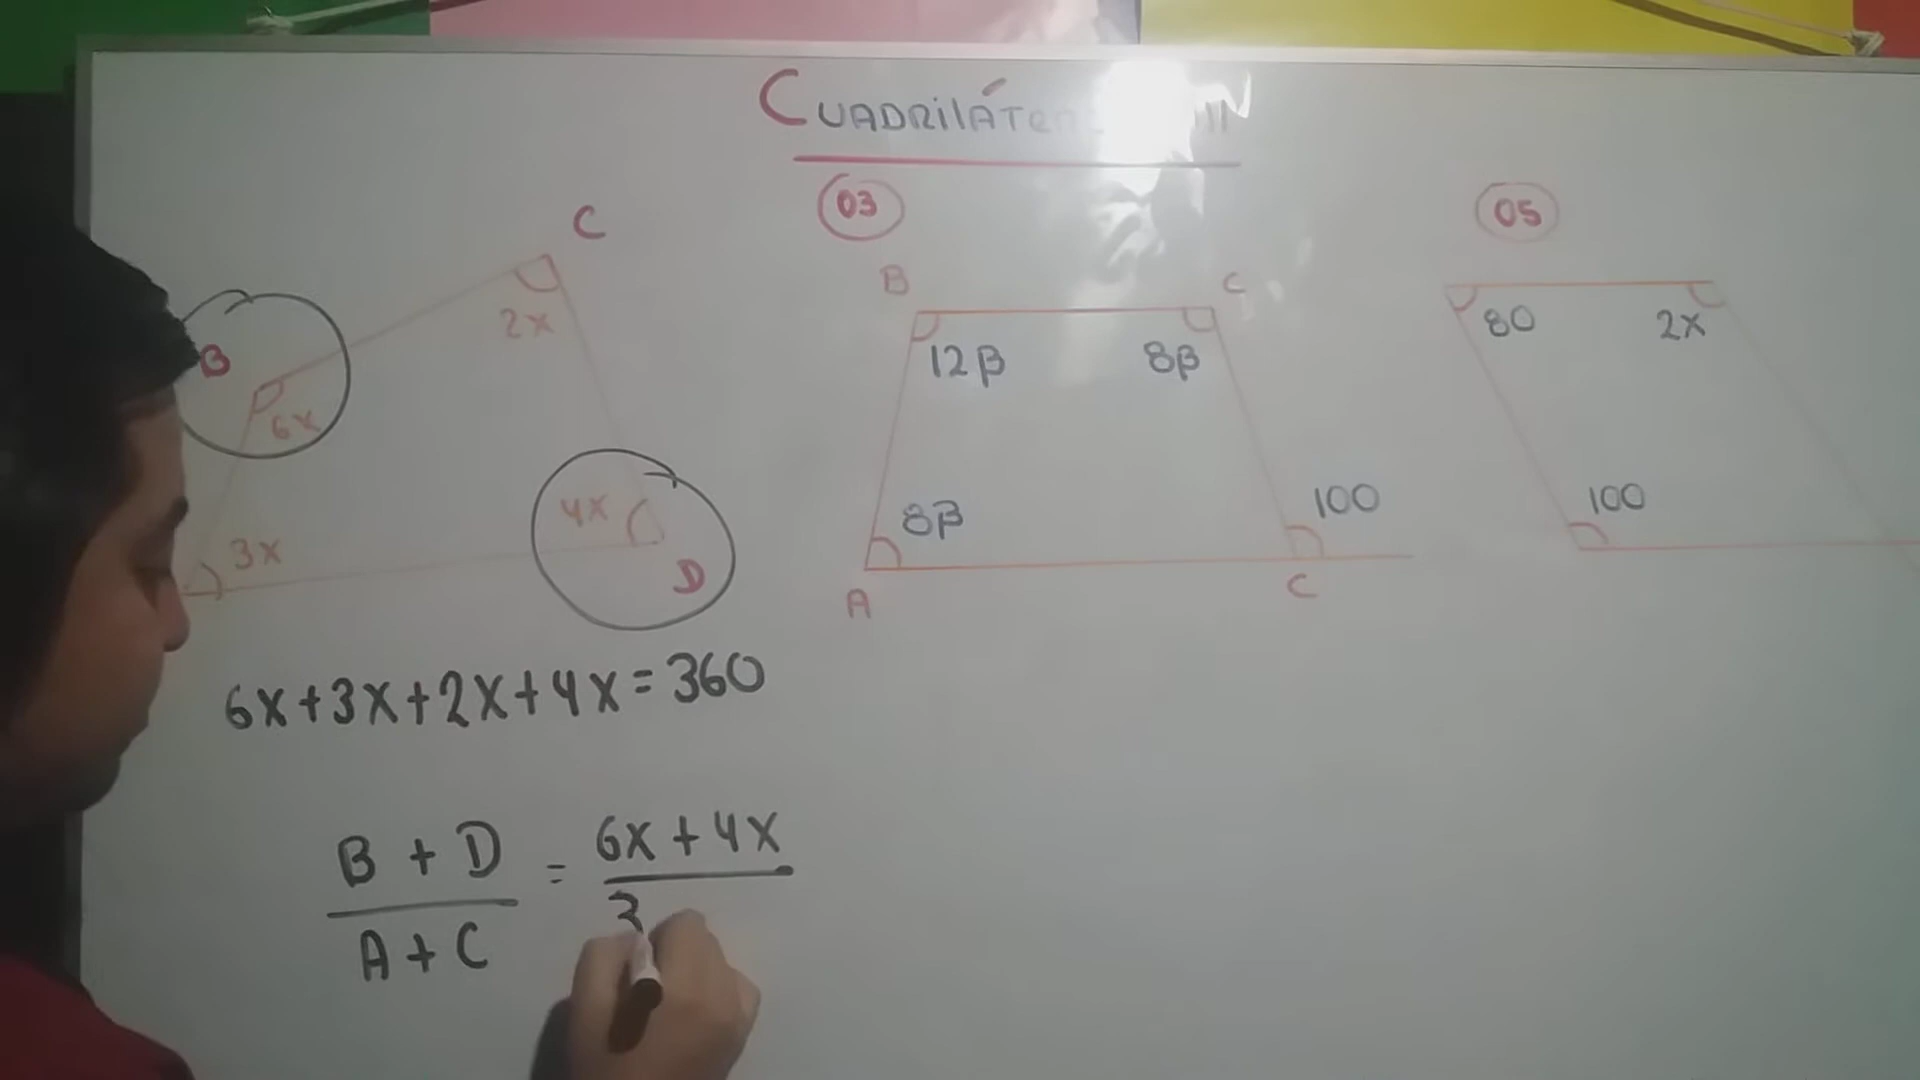 CUADRILÁTE
03
05
C
B
2x
6x
3x
4x
D
B
C
12β
8β
8β
100
A
C
80
2x
100
6x+3x+2x+4x=360
B + D = 6x + 4x
A + C 3